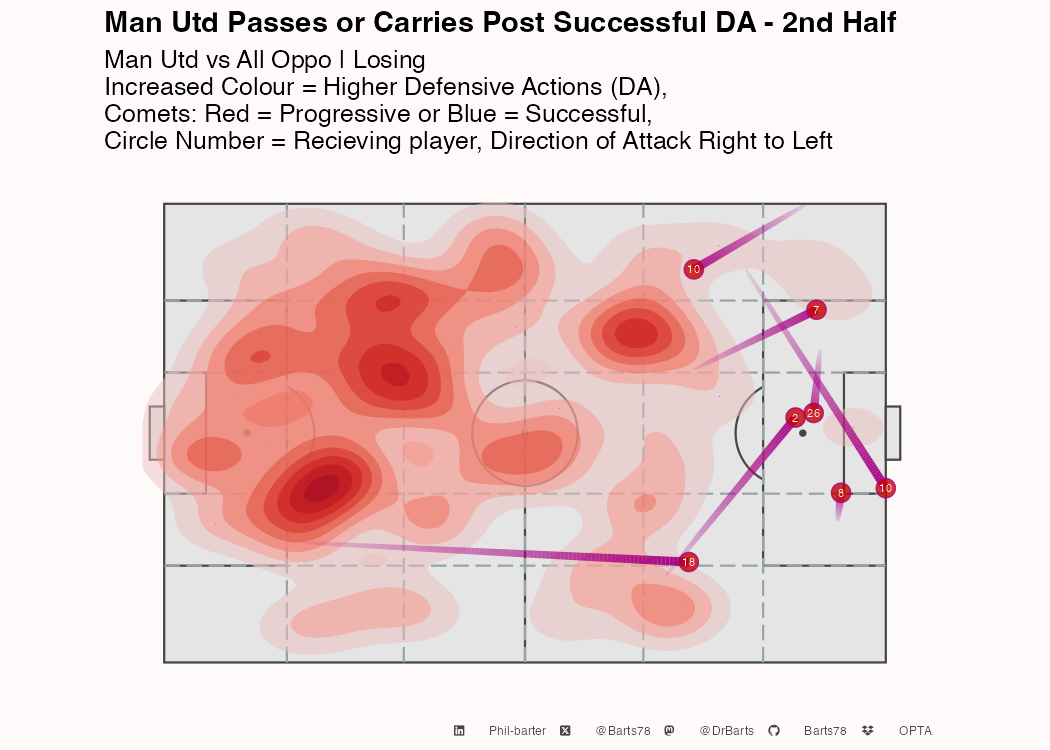 Man Utd Passes or Carries Post Successful DA - 2nd Half
Man Utd vs All Oppo | Losing
Increased Colour = Higher Defensive Actions (DA),
Comets: Red = Progressive or Blue = Successful,
Circle Number = Recieving player, Direction of Attack Right to Left
10
7
26
2
10
8
18
Phil-barter @Barts78 @DrBarts Barts78 OPTA